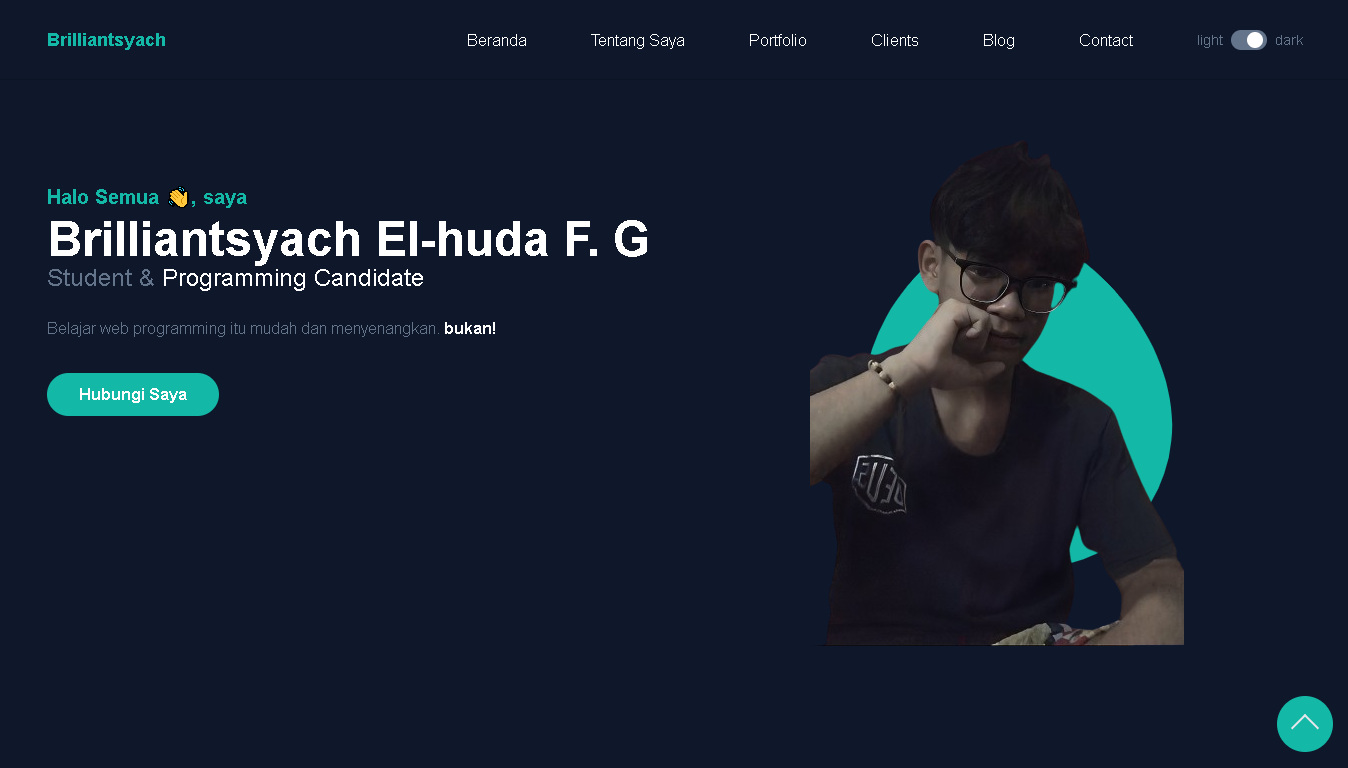 Brilliantsyach Beranda Tentang Saya Portfolio Clients Blog Contact light dark
Halo Semua 👋, saya
Brilliantsyach El-huda F. G
Student & Programming Candidate
Belajar web programming itu mudah dan menyenangkan. bukan!
Hubungi Saya
DEUS